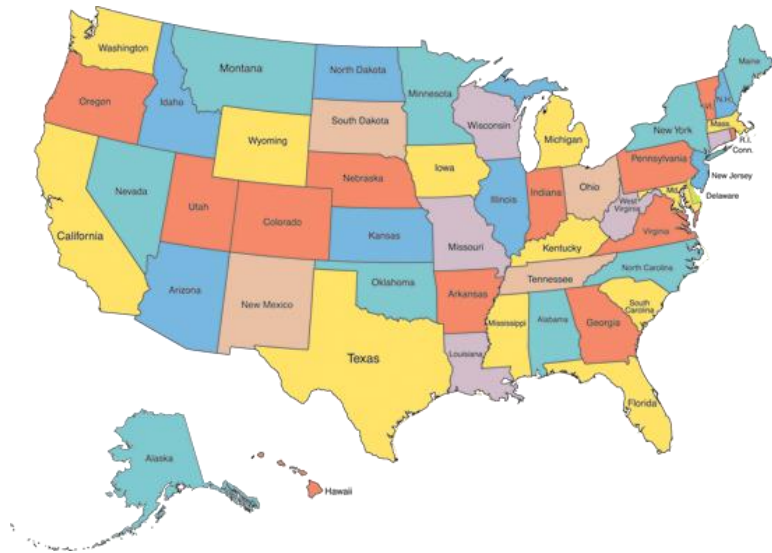 Washington
Montana
North Dakota
Minnesota
Maine
Oregon
Idaho
Wyoming
South Dakota
Wisconsin
Michigan
New York
Vt.
N.H.
Mass.
R.I.
Conn.
Nevada
Utah
Colorado
Nebraska
Iowa
Illinois
Indiana
Ohio
Pennsylvania
New Jersey
Md.
Delaware
California
Kansas
Missouri
Kentucky
West
Virginia
Virginia
Arizona
New Mexico
Oklahoma
Arkansas
Tennessee
North Carolina
Texas
Louisiana
Mississippi
Alabama
Georgia
South
Carolina
Florida
Alaska
Hawaii